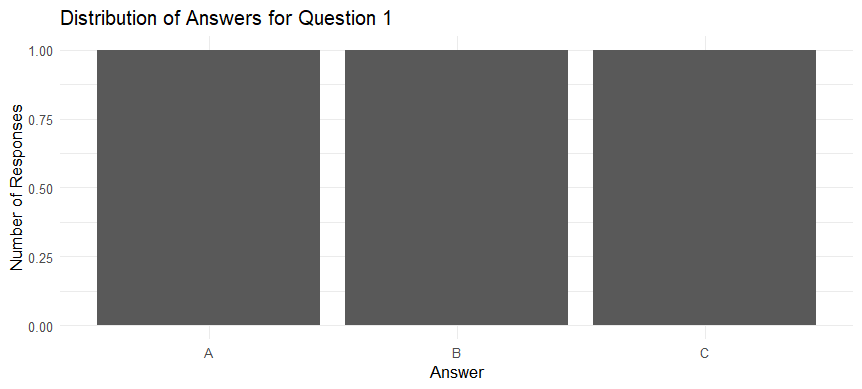 Distribution of Answers for Question 1
Number of Responses
1.00
0.75
0.50
0.25
0.00
A B C
Answer